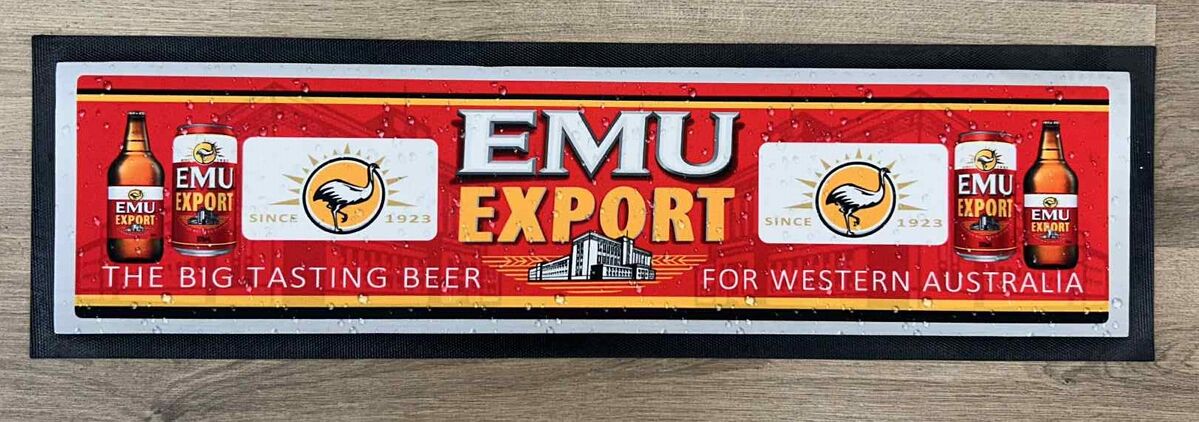 EMU
EXPORT
EMU
EXPORT
SINCE 1923
EMU
EXPORT
SINCE 1923
EMU
EXPORT
EMU
EXPORT
THE BIG TASTING BEER
FOR WESTERN AUSTRALIA